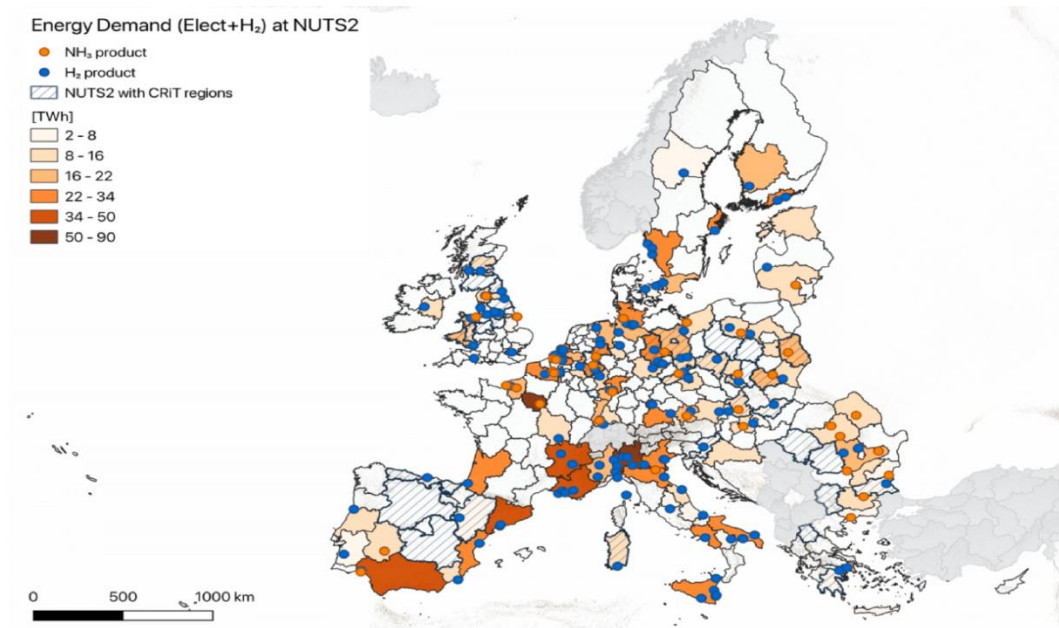 Energy Demand (Elect+H₂) at NUTS2
NH₃ product
H₂ product
NUTS2 with CRiT regions
[TWh]
2 - 8
8 - 16
16 - 22
22 - 34
34 - 50
50 - 90
0 500 1000 km